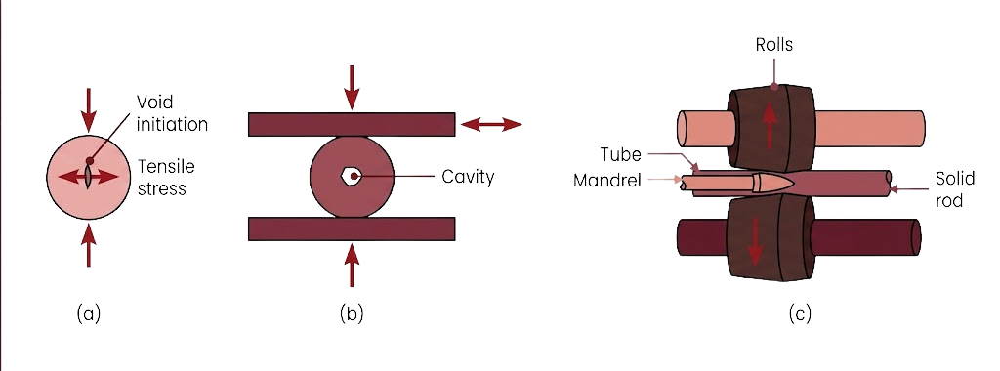 Void
initiation
Tensile
stress
(a)
Cavity
(b)
Rolls
Tube
Mandrel
Solid
rod
(c)